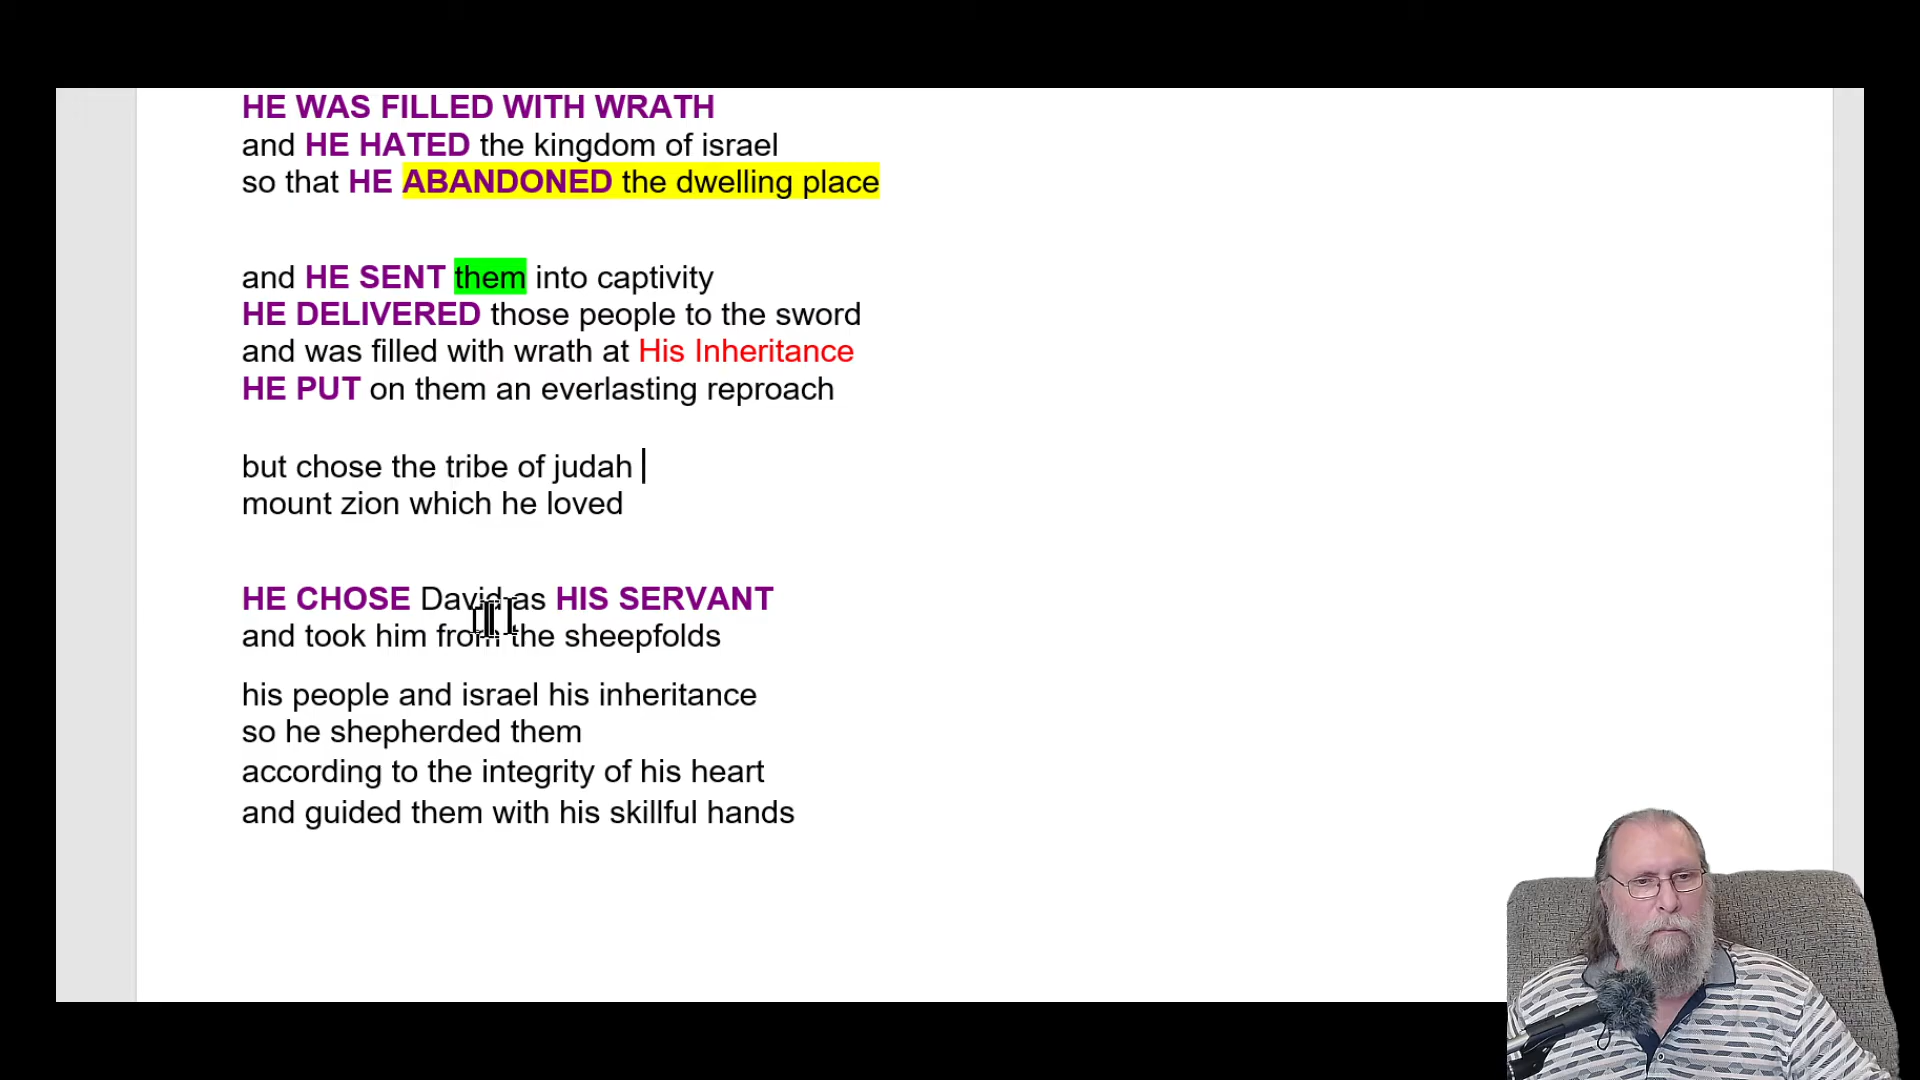 HE WAS FILLED WITH WRATH
and HE HATED the kingdom of israel
so that HE ABANDONED the dwelling place
and HE SENT them into captivity
HE DELIVERED those people to the sword
and was filled with wrath at His Inheritance
HE PUT on them an everlasting reproach
but chose the tribe of judah
mount zion which he loved
HE CHOSE David as HIS SERVANT
and took him from the sheepfolds
his people and israel his inheritance
so he shepherded them
according to the integrity of his heart
and guided them with his skillful hands